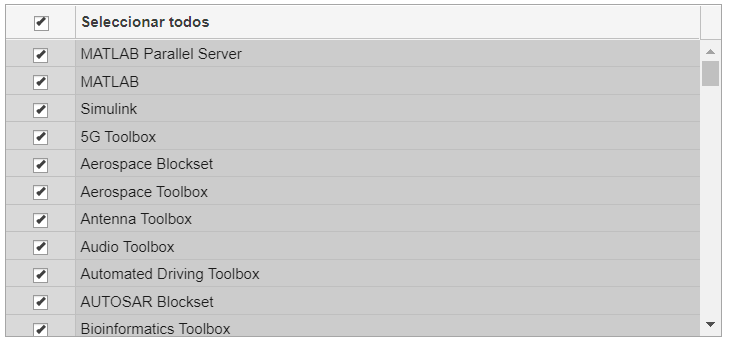 Seleccionar todos
MATLAB Parallel Server
MATLAB
Simulink
5G Toolbox
Aerospace Blockset
Aerospace Toolbox
Antenna Toolbox
Audio Toolbox
Automated Driving Toolbox
AUTOSAR Blockset
Bioinformatics Toolbox